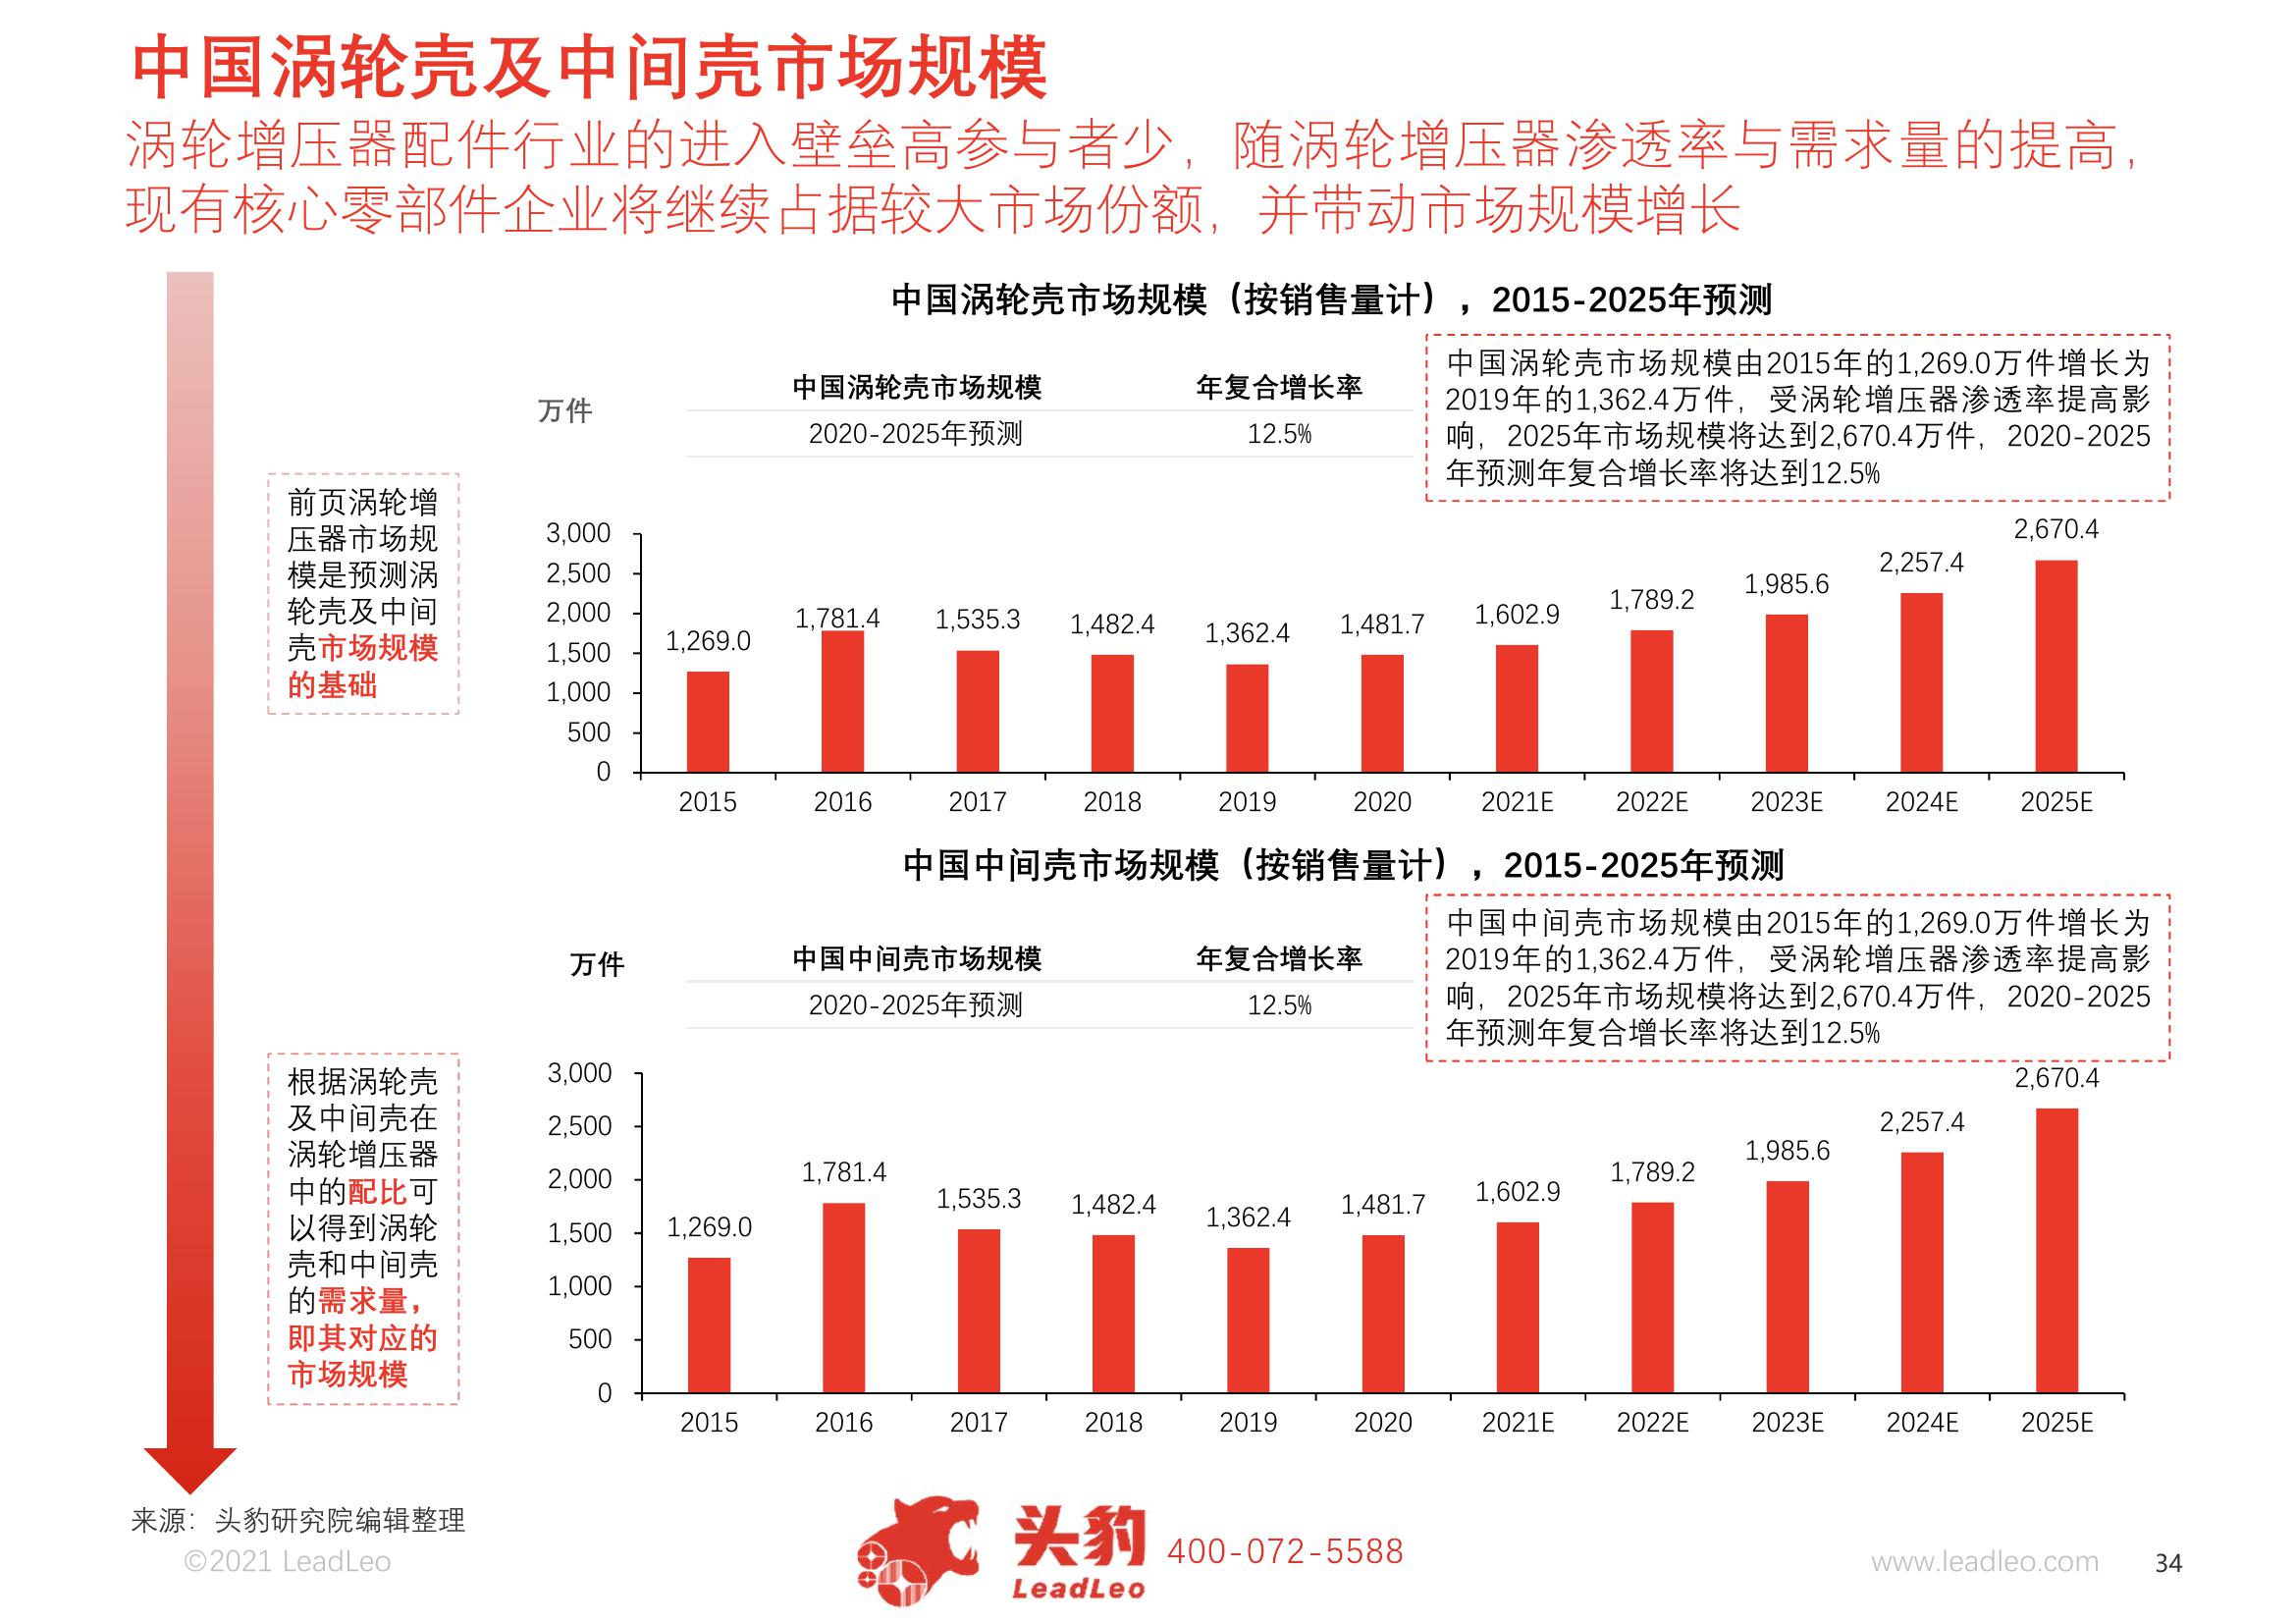 中国涡轮壳及中间壳市场规模
涡轮增压器配件行业的进入壁垒高参与者少，随涡轮增压器渗透率与需求量的提高，
现有核心零部件企业将继续占据较大市场份额，并带动市场规模增长
中国涡轮壳市场规模（按销售量计），2015-2025年预测
万件
中国涡轮壳市场规模 年复合增长率
2020-2025年预测 12.5%
中国涡轮壳市场规模由2015年的1,269.0万件增长为
2019年的1,362.4万件，受涡轮增压器渗透率提高影
响，2025年市场规模将达到2,670.4万件，2020-2025
年预测年复合增长率将达到12.5%
前页涡轮增
压器市场规
模是预测涡
轮壳及中间
壳市场规模
的基础
3,000
2,500
2,000
1,500
1,000
500
0
1,269.0 1,781.4 1,535.3 1,482.4 1,362.4 1,481.7 1,602.9 1,789.2 1,985.6 2,257.4 2,670.4
2015 2016 2017 2018 2019 2020 2021E 2022E 2023E 2024E 2025E
中国中间壳市场规模（按销售量计），2015-2025年预测
万件
中国中间壳市场规模 年复合增长率
2020-2025年预测 12.5%
中国中间壳市场规模由2015年的1,269.0万件增长为
2019年的1,362.4万件，受涡轮增压器渗透率提高影
响，2025年市场规模将达到2,670.4万件，2020-2025
年预测年复合增长率将达到12.5%
根据涡轮壳
及中间壳在
涡轮增压器
中的配比可
以得到涡轮
壳和中间壳
的需求量，
即其对应的
市场规模
3,000
2,500
2,000
1,500
1,000
500
0
1,269.0 1,781.4 1,535.3 1,482.4 1,362.4 1,481.7 1,602.9 1,789.2 1,985.6 2,257.4 2,670.4
2015 2016 2017 2018 2019 2020 2021E 2022E 2023E 2024E 2025E
来源：头豹研究院编辑整理
©2021 LeadLeo
头豹
LeadLeo
400-072-5588
www.leadleo.com
34